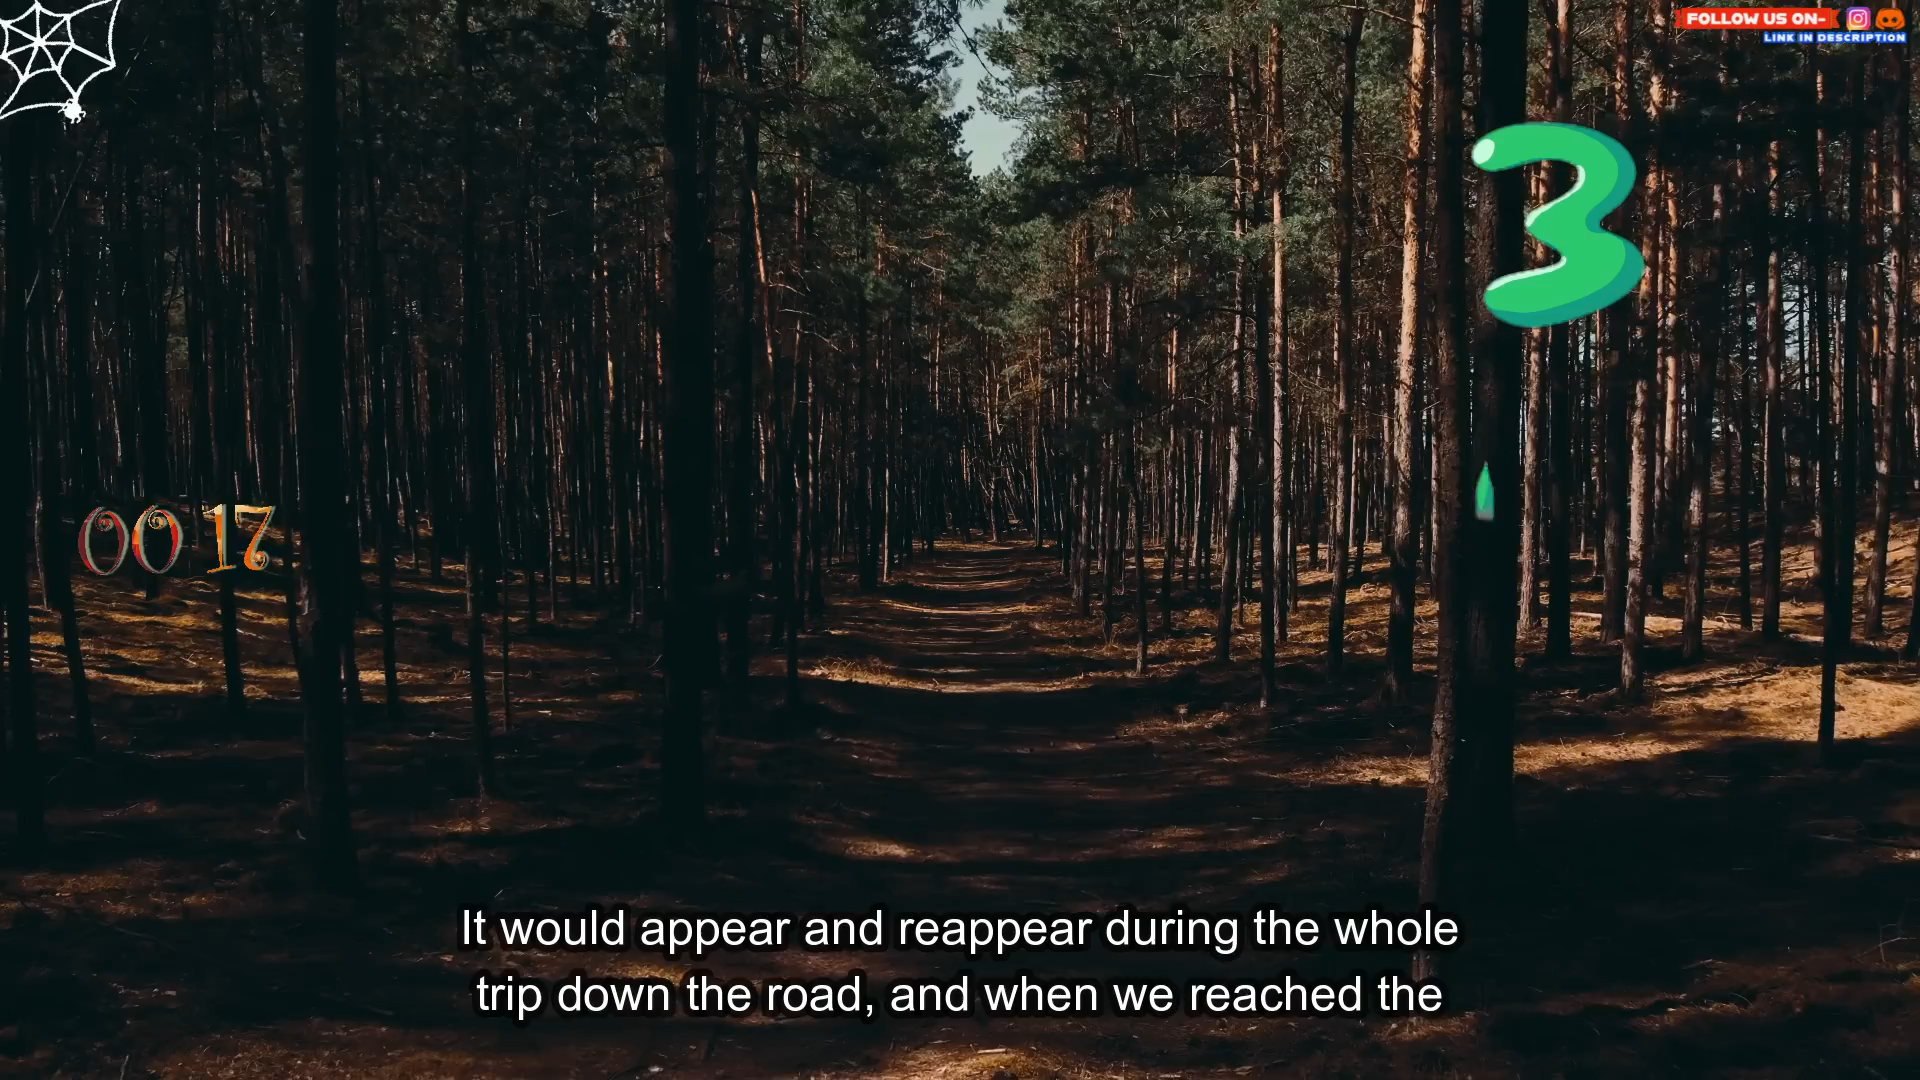 FOLLOW US ON-
LINK IN DESCRIPTION
3
00 17
It would appear and reappear during the whole
trip down the road, and when we reached the